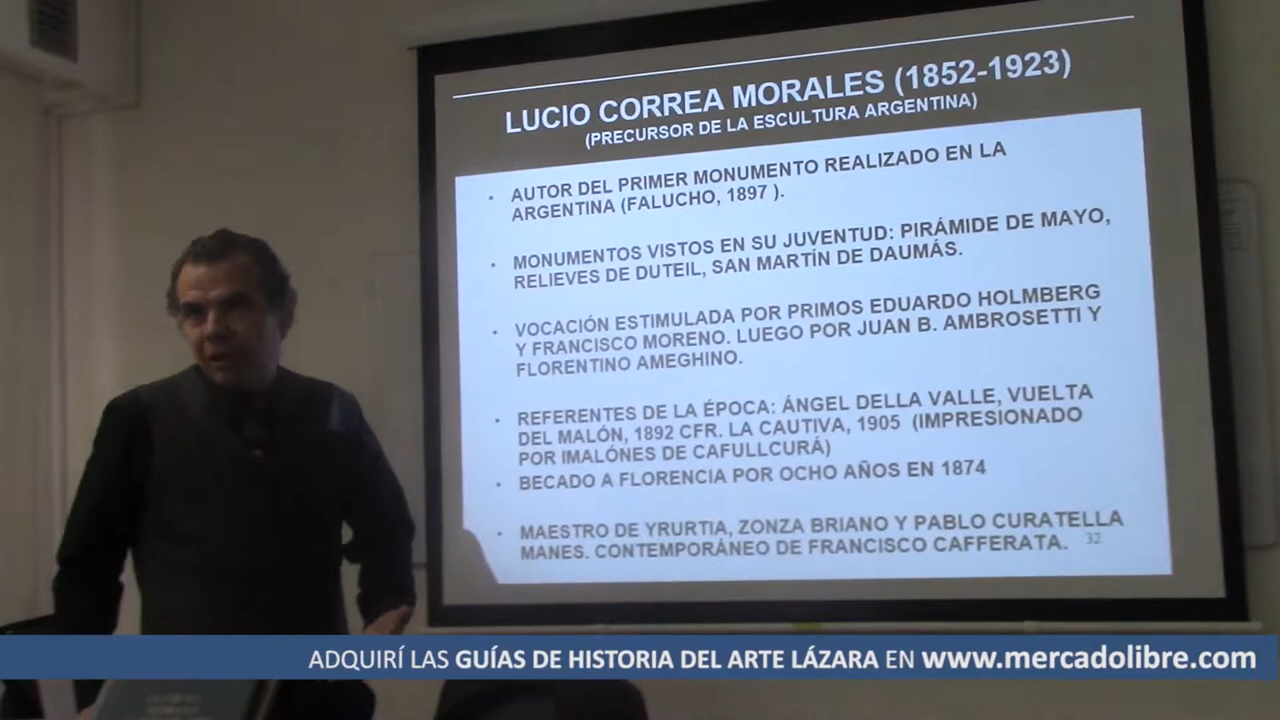 LUCIO CORREA MORALES (1852-1923)
(PRECURSOR DE LA ESCULTURA ARGENTINA)
• AUTOR DEL PRIMER MONUMENTO REALIZADO EN LA
ARGENTINA (FALUCHO, 1897 ).
• MONUMENTOS VISTOS EN SU JUVENTUD: PIRÁMIDE DE MAYO,
RELIEVES DE DUTEIL, SAN MARTÍN DE DAUMÁS.
• VOCACIÓN ESTIMULADA POR PRIMOS EDUARDO HOLMBERG
Y FRANCISCO MORENO. LUEGO POR JUAN B. AMBROSETTI Y
FLORENTINO AMEGHINO.
• REFERENTES DE LA ÉPOCA: ÁNGEL DELLA VALLE, VUELTA
DEL MALÓN, 1892 CFR. LA CAUTIVA, 1905 (IMPRESIONADO
POR IMALÓNES DE CAFULLCURÁ)
• BECADO A FLORENCIA POR OCHO AÑOS EN 1874
• MAESTRO DE YRURTIA, ZONZA BRIANO Y PABLO CURATELLA
MANES. CONTEMPORÁNEO DE FRANCISCO CAFFERATA.
32
ADQUIRÍ LAS GUÍAS DE HISTORIA DEL ARTE LÁZARA EN www.mercadolibre.com